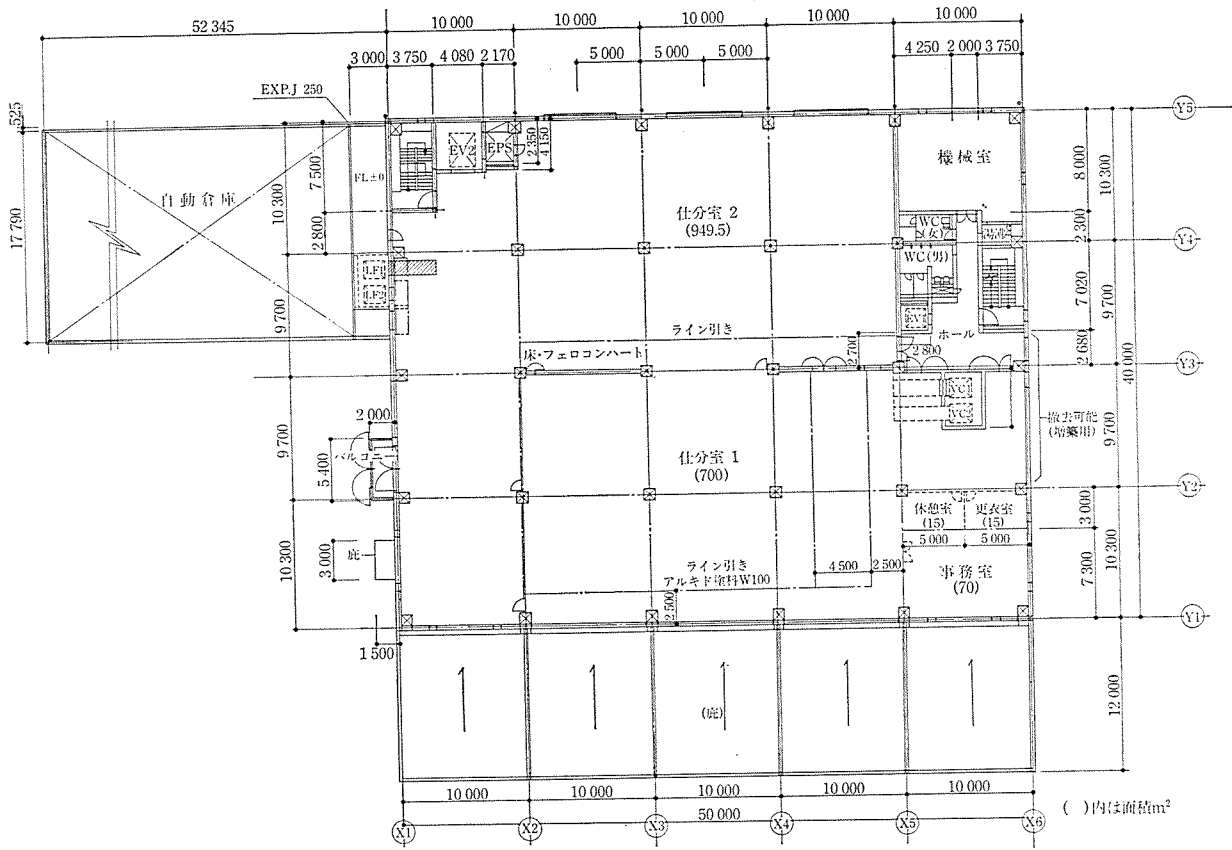 10 000
10 000
10 000
10 000
10 000
52 345
3 000
3 750
4 080
2 170
5 000
5 000
5 000
4 250
2 000
3 750
EXP.J 250
Y5
525
EV2
EPS
2 350
4 150
機械室
7 500
FL±0
10 300
自動倉庫
17 790
2 800
仕分室 2
(949.5)
WC
(女)
WC(男)
8 000
10 300
2 300
Y4
LF1
LF2
EV1
7 020
9 700
9 700
ライン引き
ホール
床・フェロコンハート
2 700
2 800
2 680
Y3
40 000
VC1
VC2
撤去可能
(増築用)
2 000
バルコニー
9 700
5 400
仕分室 1
(700)
9 700
Y2
休憩室
(15)
更衣室
(15)
3 000
5 000
5 000
10 300
3 000
庇
ライン引き
アルキド塗料W100
4 500
2 500
事務室
(70)
7 300
10 300
2 500
Y1
1 500
(庇)
12 000
10 000
10 000
10 000
10 000
10 000
50 000
( )内は面積m²
X1
X2
X3
X4
X5
X6